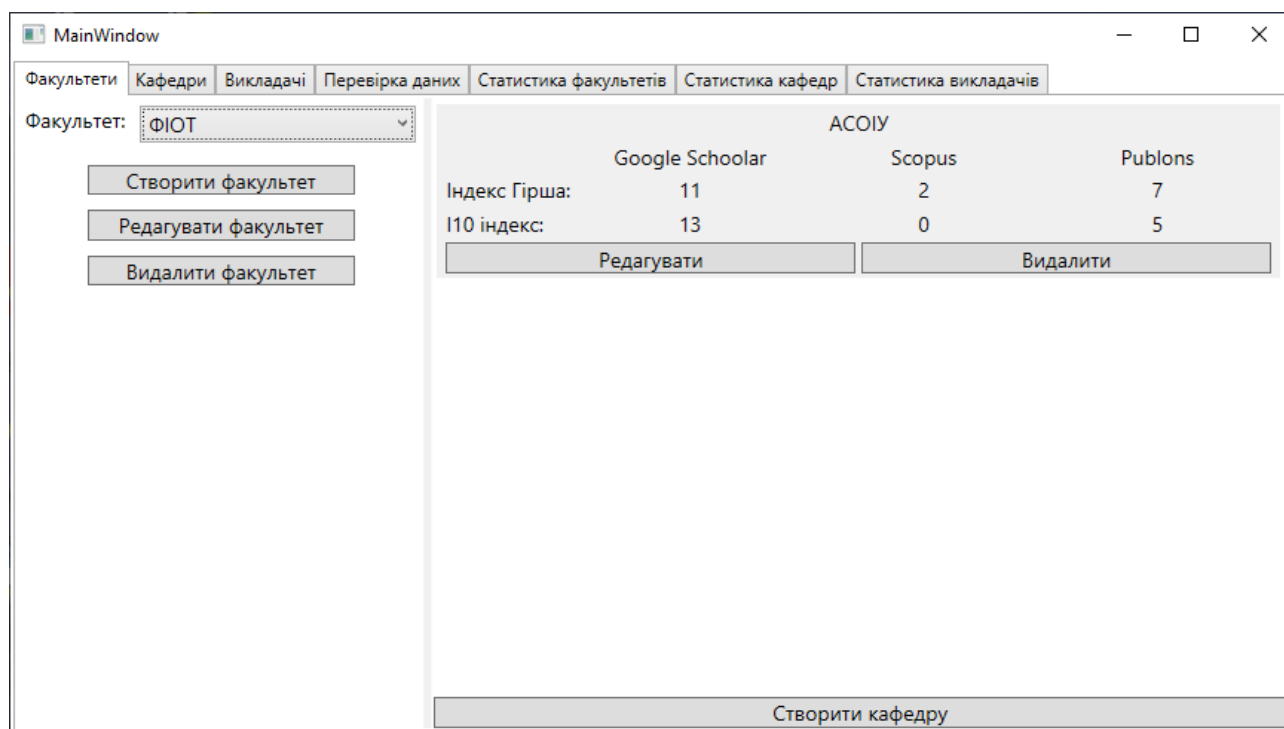 MainWindow
Факультети Кафедри Викладачі Перевірка даних Статистика факультетів Статистика кафедр Статистика викладачів
Факультет: ФІОТ
Створити факультет
Редагувати факультет
Видалити факультет
АСОІУ
Google Schoolar Scopus Publons
Індекс Гірша: 11 2 7
І10 індекс: 13 0 5
Редагувати Видалити
Створити кафедру